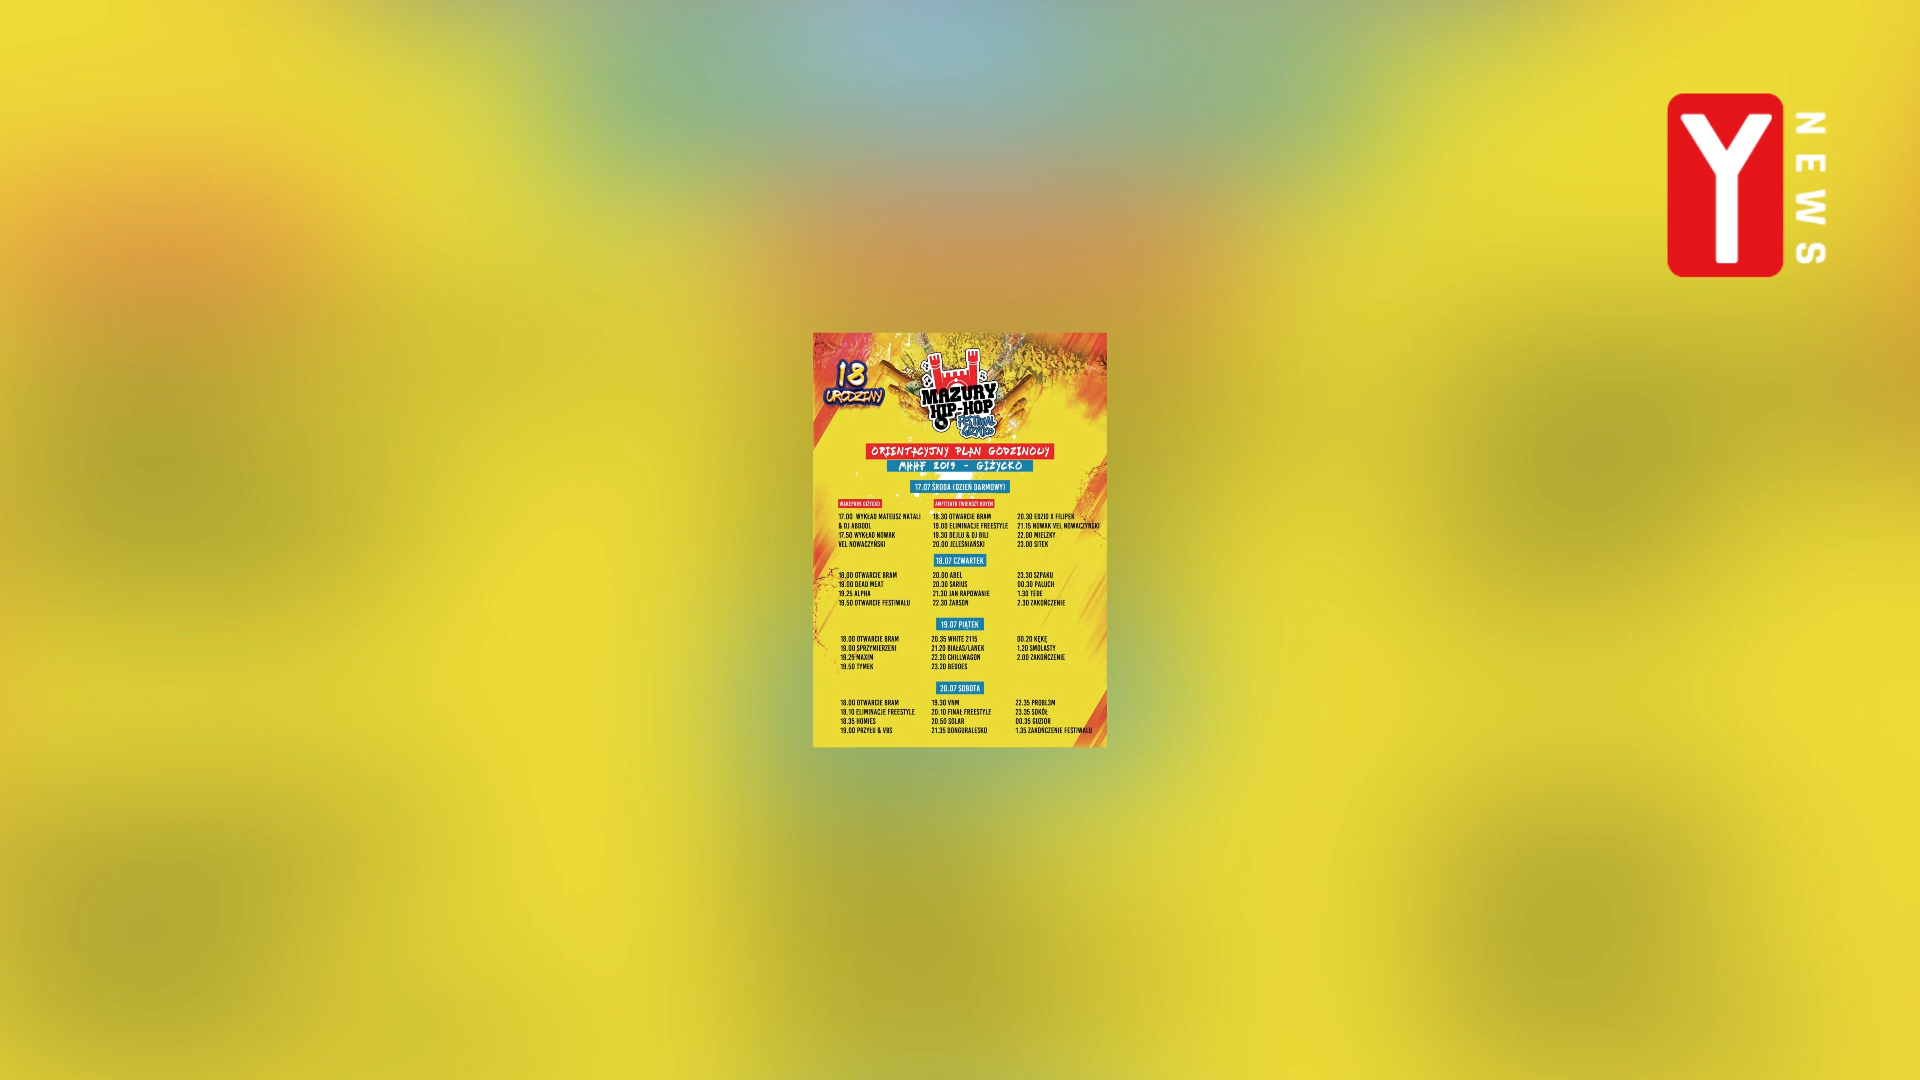 Y NEWS
18
URODZINY
MAZURY
HIP-HOP
FESTIWAL
GIŻYCKO
ORIENTACYJNY PLAN GODZINOWY
MHHF 2019 - GIŻYCKO
17.07 ŚRODA (DZIEŃ DARMOWY)
WAKEPARK GIŻYCKO
17.00 WYKŁAD MATEUSZ NATALI
& DJ ABDOOL
17.50 WYKŁAD NOWAK
VEL NOWACZYŃSKI
AMFITEATR TWIERDZY BOYEN
18.30 OTWARCIE BRAM
19.00 ELIMINACJE FREESTYLE
19.30 DEJLU & DJ BILI
20.00 JELEŚNIAŃSKI
20.30 EDZIO X FILIPEK
21.15 NOWAK VEL NOWACZYŃSKI
22.00 MIELZKY
23.00 SITEK
18.07 CZWARTEK
18.00 OTWARCIE BRAM
19.00 DEAD MEAT
19.25 ALPHA
19.50 OTWARCIE FESTIWALU
20.00 ABEL
20.30 SARIUS
21.30 JAN RAPOWANIE
22.30 ŻABSON
23.30 SZPAKU
00.30 PALUCH
1.30 TEDE
2.30 ZAKOŃCZENIE
19.07 PIĄTEK
18.00 OTWARCIE BRAM
19.00 SPRZYMIERZENI
19.25 MAXIM
19.50 TYMEK
20.35 WHITE 2115
21.20 BIAŁAS/LANEK
22.20 CHILLWAGON
23.20 BEDOES
00.20 KĘKĘ
1.20 SMOLASTY
2.00 ZAKOŃCZENIE
20.07 SOBOTA
18.00 OTWARCIE BRAM
18.10 ELIMINACJE FREESTYLE
18.35 HOMIES
19.00 PRZYŁU & VBS
19.30 VNM
20.10 FINAŁ FREESTYLE
20.50 SOLAR
21.35 DONGURALESKO
22.35 PROBL3M
23.35 SOKÓŁ
00.35 GUZIOR
1.35 ZAKOŃCZENIE FESTIWALU